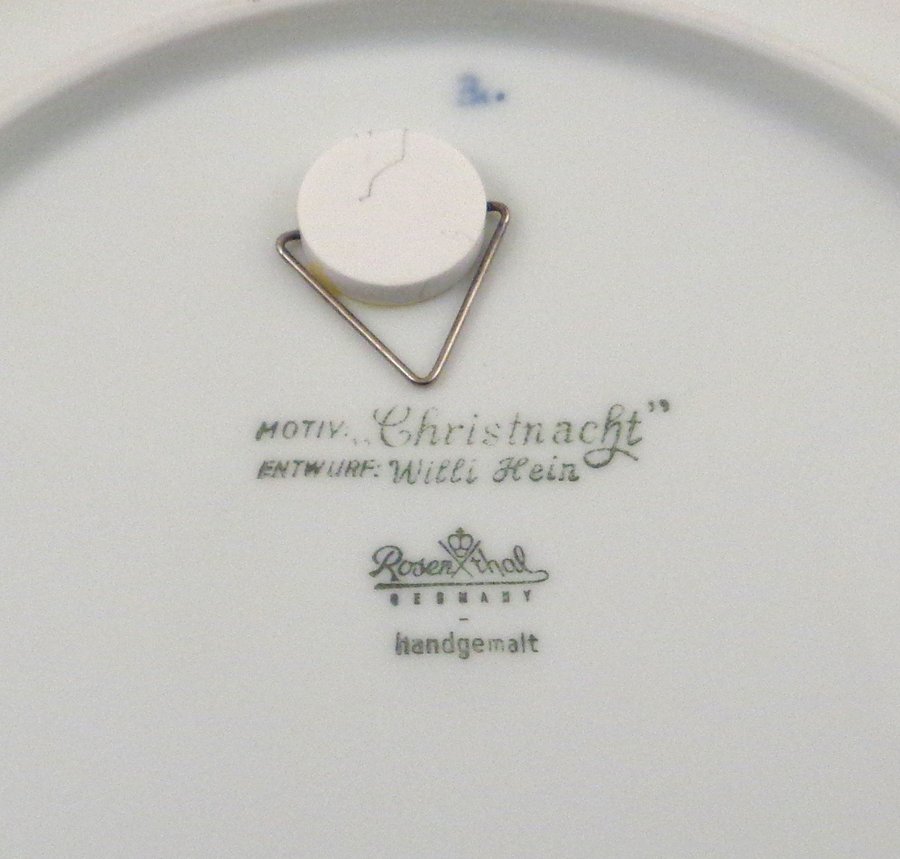 MOTIV: „Christnacht”
ENTWURF: Willi Hein
Rosenthal
GERMANY
handgemalt